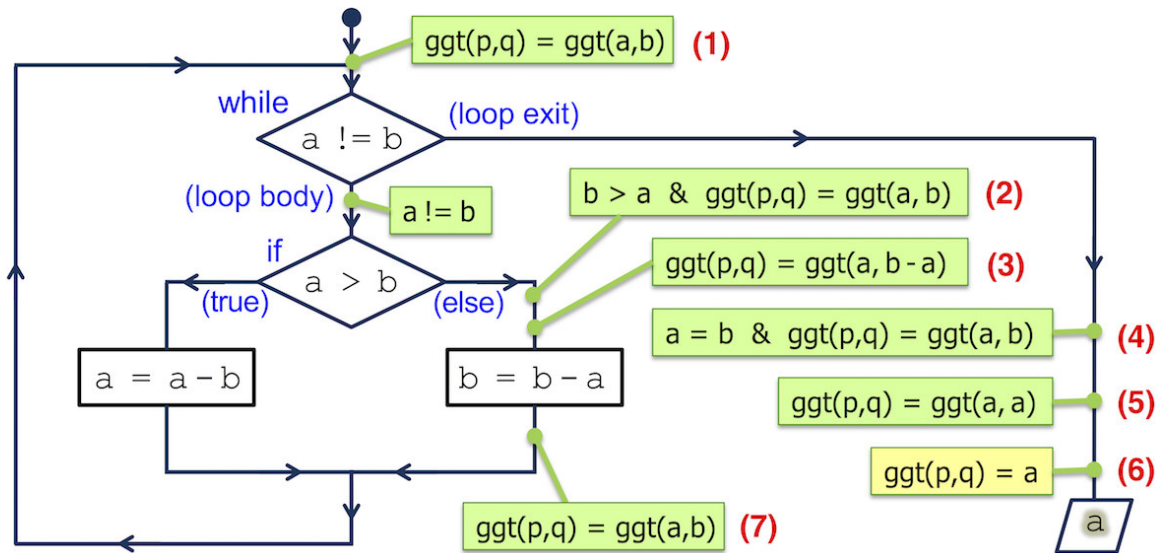 ggt(p,q) = ggt(a,b) (1)
while
(loop exit)
a != b
(loop body)
a != b
b > a & ggt(p,q) = ggt(a, b) (2)
if
ggt(p,q) = ggt(a, b - a) (3)
a > b
(true)
(else)
a = b & ggt(p,q) = ggt(a, b) (4)
a = a - b
b = b - a
ggt(p,q) = ggt(a, a) (5)
ggt(p,q) = a (6)
ggt(p,q) = ggt(a,b) (7)
a